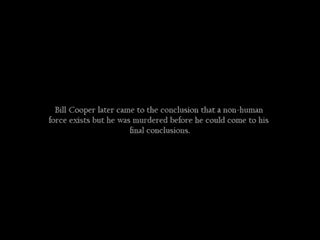 Bill Cooper later came to the conclusion that a non-human
force exists but he was murdered before he could come to his
final conclusions.